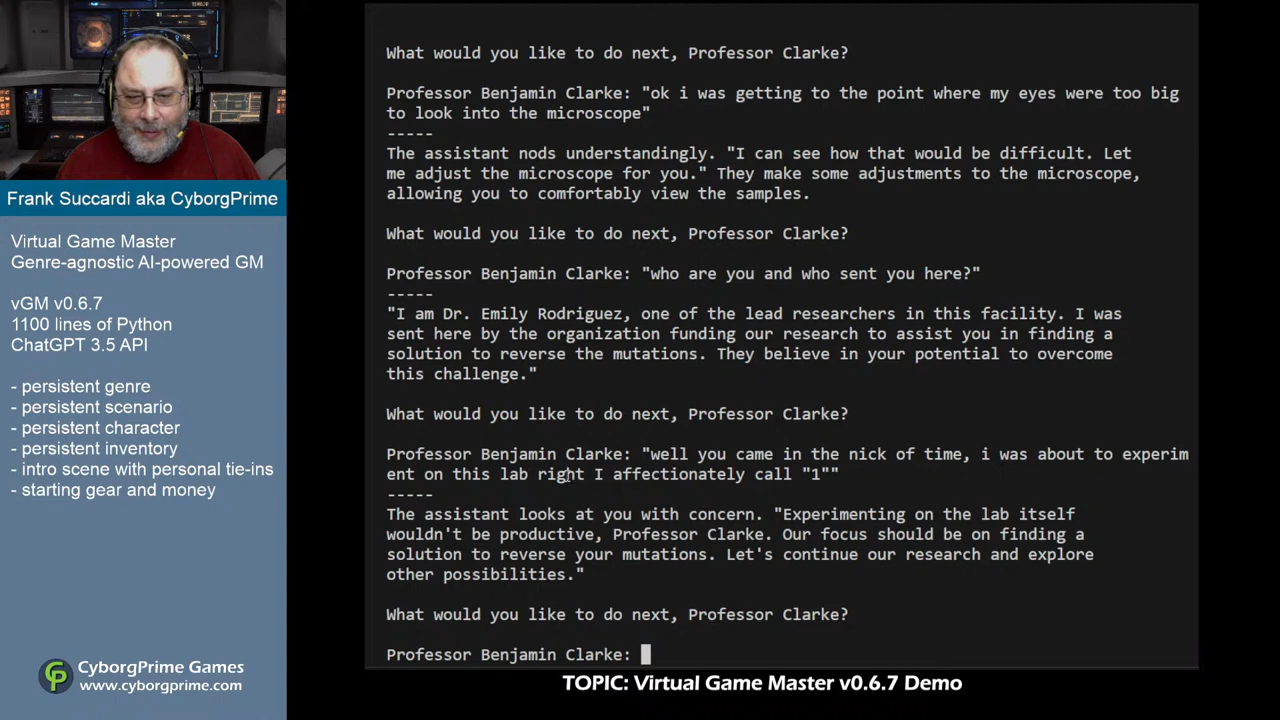 What would you like to do next, Professor Clarke?
Professor Benjamin Clarke: "ok i was getting to the point where my eyes were too big
to look into the microscope"
-----
The assistant nods understandingly. "I can see how that would be difficult. Let
me adjust the microscope for you." They make some adjustments to the microscope,
allowing you to comfortably view the samples.
What would you like to do next, Professor Clarke?
Professor Benjamin Clarke: "who are you and who sent you here?"
-----
"I am Dr. Emily Rodriguez, one of the lead researchers in this facility. I was
sent here by the organization funding our research to assist you in finding a
solution to reverse the mutations. They believe in your potential to overcome
this challenge."
What would you like to do next, Professor Clarke?
Professor Benjamin Clarke: "well you came in the nick of time, i was about to experim
ent on this lab right I affectionately call "1""
-----
The assistant looks at you with concern. "Experimenting on the lab itself
wouldn't be productive, Professor Clarke. Our focus should be on finding a
solution to reverse your mutations. Let's continue our research and explore
other possibilities."
What would you like to do next, Professor Clarke?
Professor Benjamin Clarke:
Frank Succardi aka CyborgPrime
Virtual Game Master
Genre-agnostic AI-powered GM
vGM v0.6.7
1100 lines of Python
ChatGPT 3.5 API
- persistent genre
- persistent scenario
- persistent character
- persistent inventory
- intro scene with personal tie-ins
- starting gear and money
CP
CyborgPrime Games
www.cyborgprime.com
TOPIC: Virtual Game Master v0.6.7 Demo